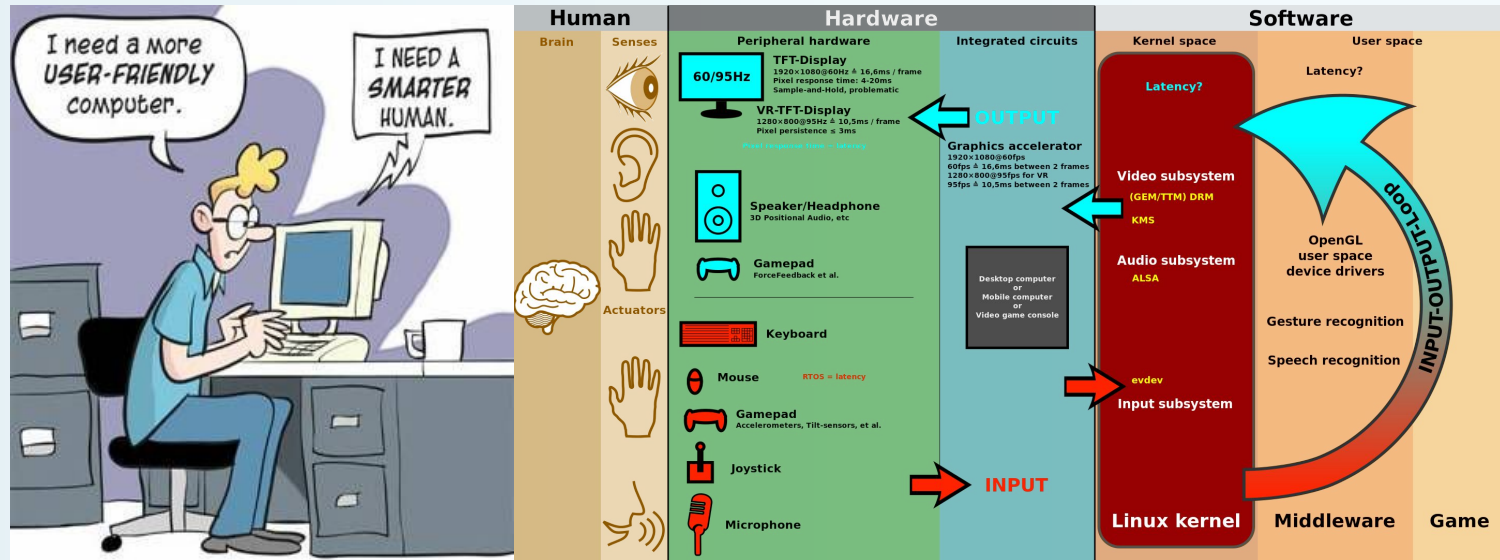 I need a more
USER-FRIENDLY
computer.
I NEED A
SMARTER
HUMAN.
Human
Hardware
Software
Brain
Senses
Peripheral hardware
Integrated circuits
Kernel space
User space
60/95Hz
TFT-Display
1920×1080@60Hz ≙ 16,6ms / frame
Pixel response time: 4-20ms
Sample-and-Hold, problematic
VR-TFT-Display
1280×800@95Hz ≙ 10,5ms / frame
Pixel persistence ≤ 3ms
Pixel response time — latency
Speaker/Headphone
3D Positional Audio, etc
Gamepad
ForceFeedback et al.
Actuators
Keyboard
Mouse
RTOS = latency
Gamepad
Accelerometers, Tilt-sensors, et al.
Joystick
Microphone
OUTPUT
Graphics accelerator
1920×1080@60fps
60fps ≙ 16,6ms between 2 frames
1280×800@95fps for VR
95fps ≙ 10,5ms between 2 frames
Desktop computer
or
Mobile computer
or
Video game console
INPUT
Latency?
Video subsystem
(GEM/TTM) DRM
KMS
Audio subsystem
ALSA
evdev
Input subsystem
Linux kernel
Latency?
OpenGL
user space
device drivers
Gesture recognition
Speech recognition
Middleware
INPUT-OUTPUT-Loop
Game